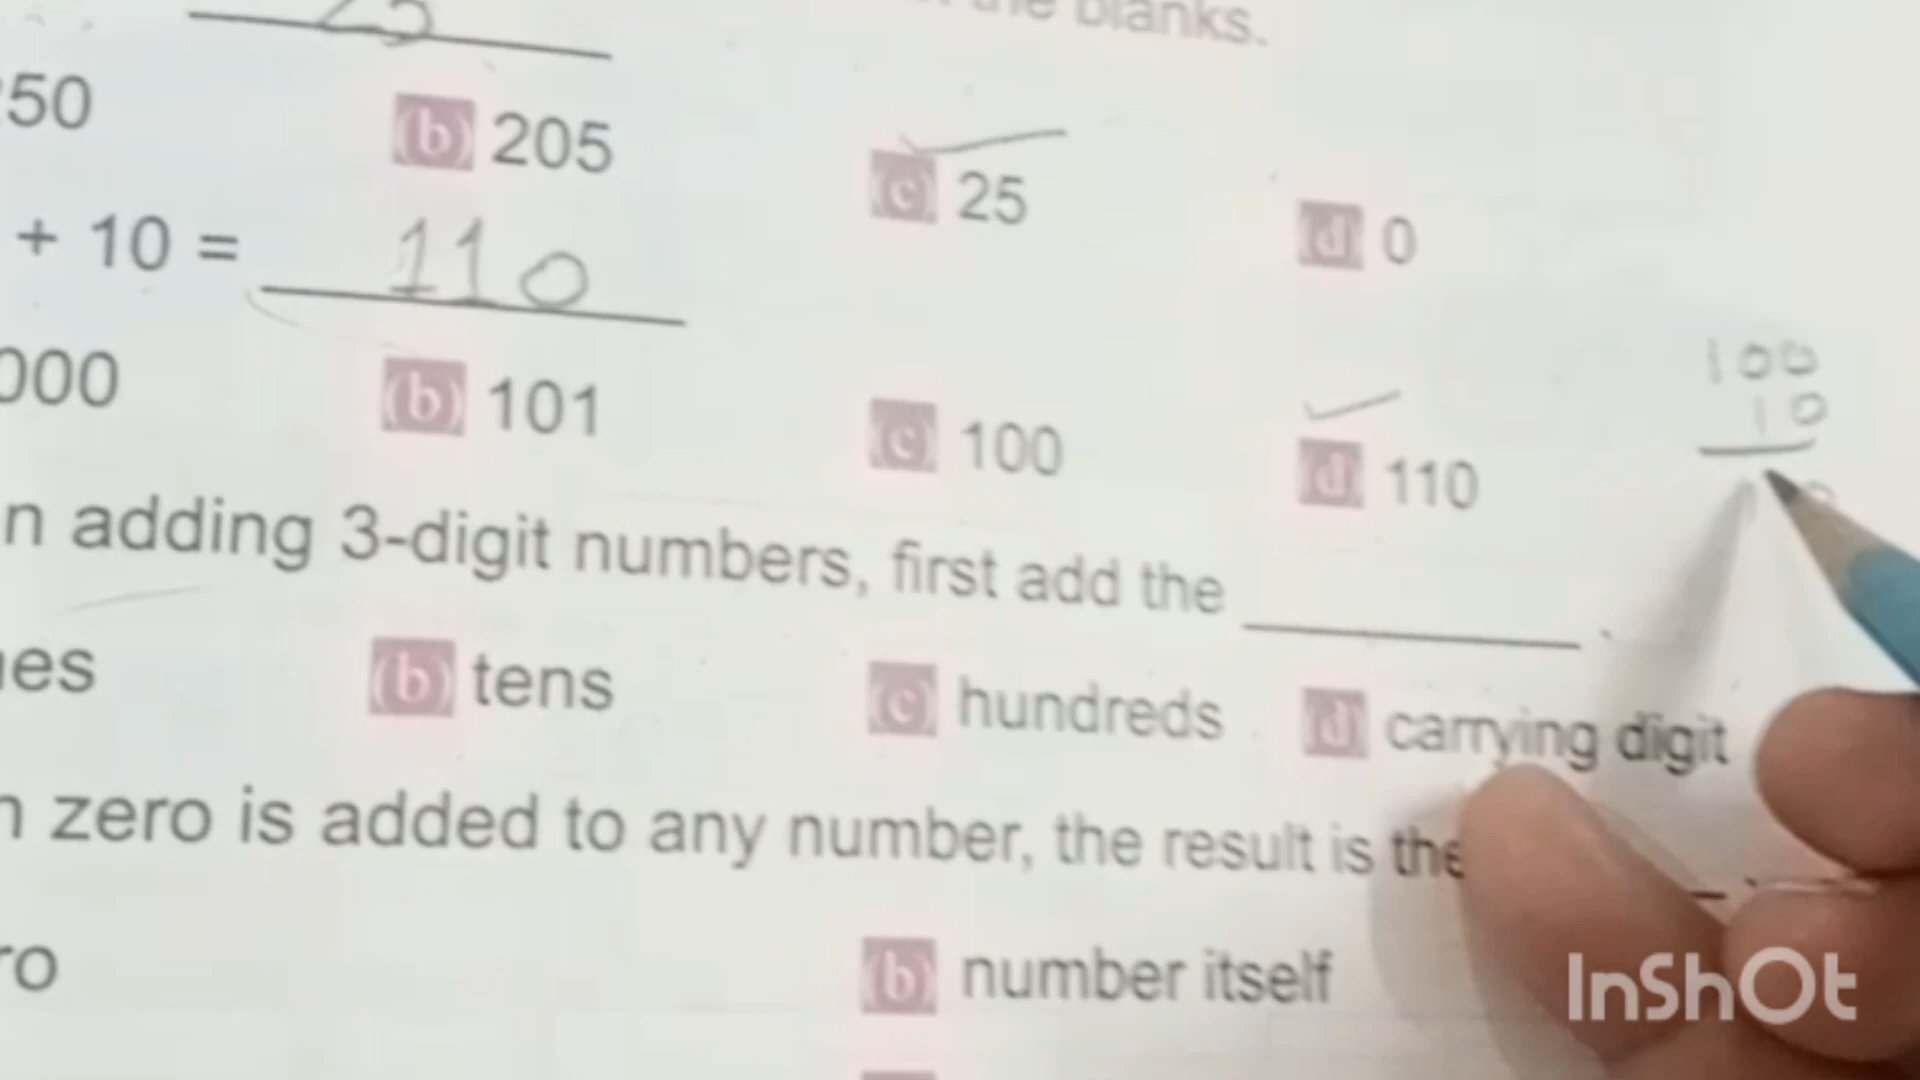 25
the blanks.
50
(b) 205
(c) 25
(d) 0
+ 10 = 110
000
(b) 101
(c) 100
(d) 110
100
10
n adding 3-digit numbers, first add the ________ .
es
(b) tens
(c) hundreds
(d) carrying digit
zero is added to any number, the result is the
ro
(b) number itself
InShOt